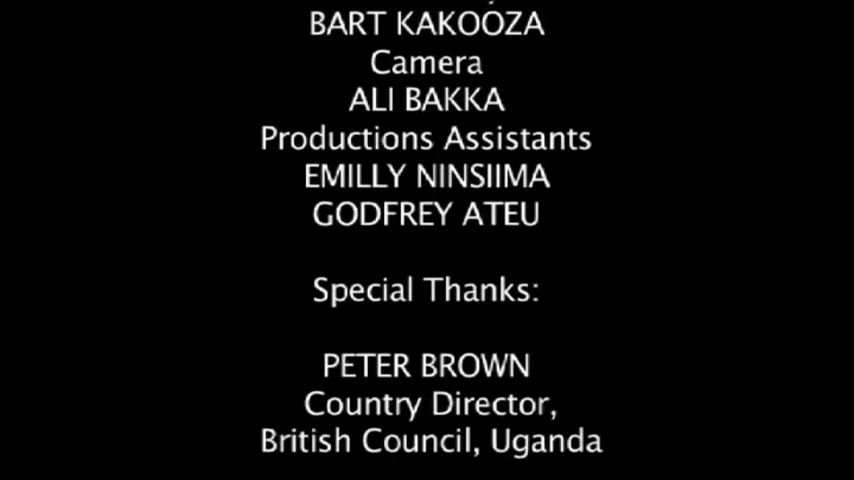 BART KAKOOZA
Camera
ALI BAKKA
Productions Assistants
EMILLY NINSIIMA
GODFREY ATEU
Special Thanks:
PETER BROWN
Country Director,
British Council, Uganda